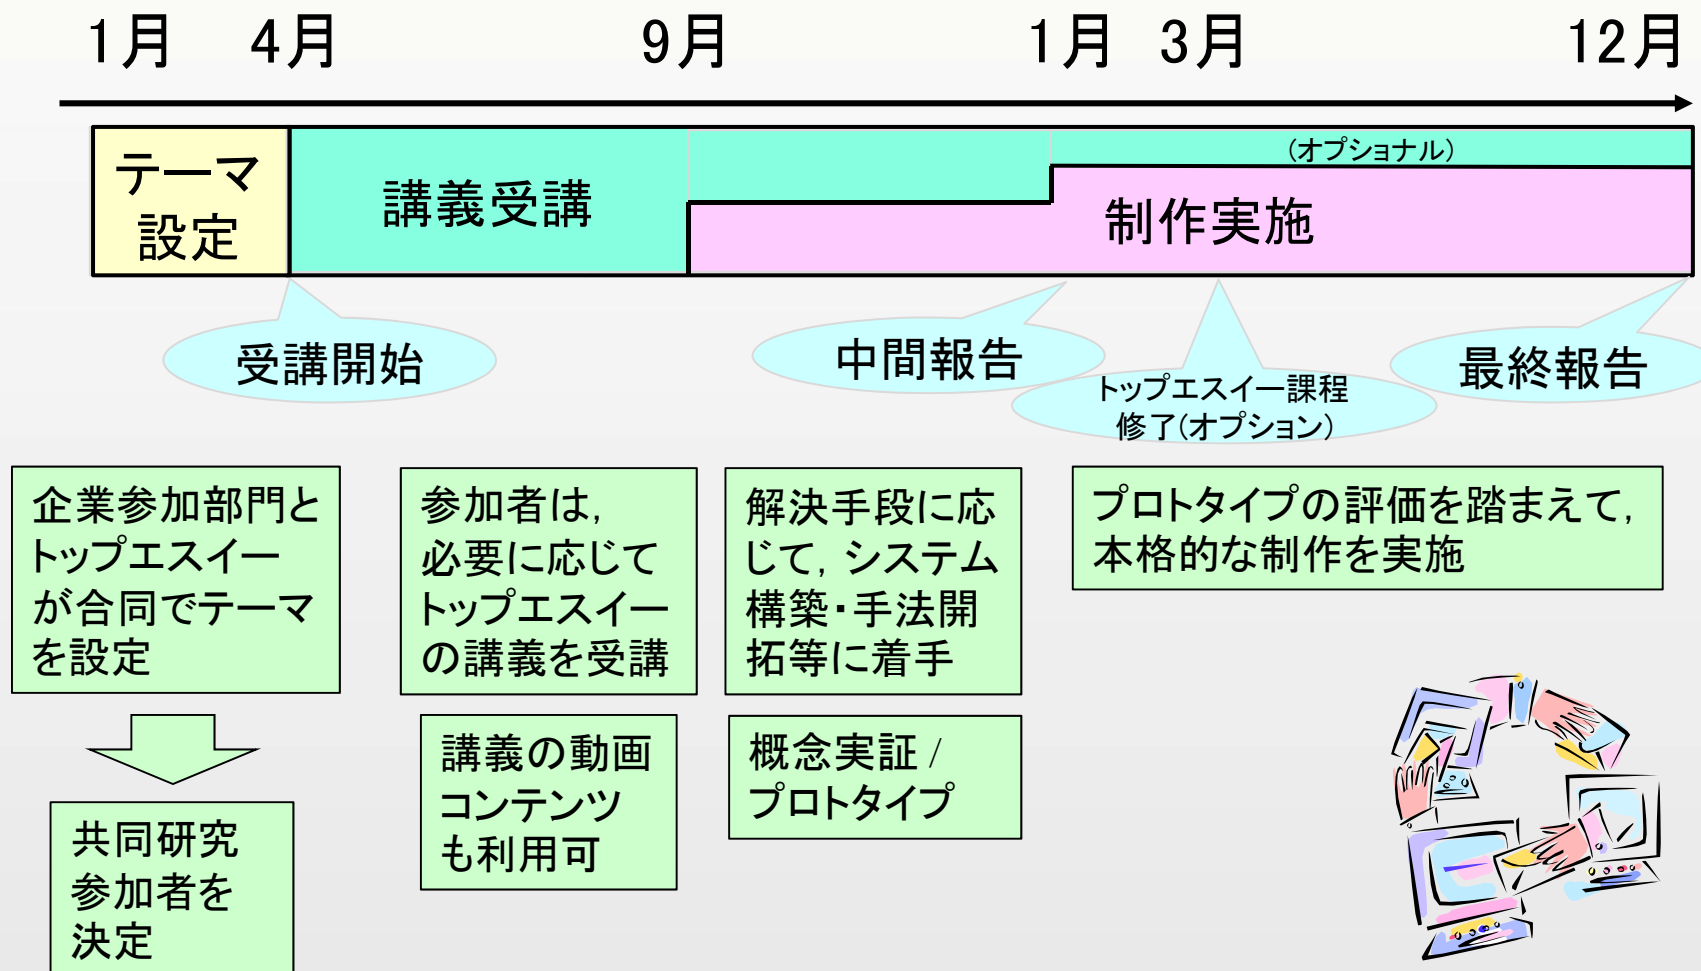 1月 4月 9月 1月 3月 12月
テーマ
設定
講義受講
(オプショナル)
制作実施
受講開始
中間報告
トップエスイー課程
修了(オプション)
最終報告
企業参加部門と
トップエスイー
が合同でテーマ
を設定
共同研究
参加者を
決定
参加者は,
必要に応じて
トップエスイー
の講義を受講
講義の動画
コンテンツ
も利用可
解決手段に応
じて, システム
構築・手法開
拓等に着手
概念実証 /
プロトタイプ
プロトタイプの評価を踏まえて,
本格的な制作を実施